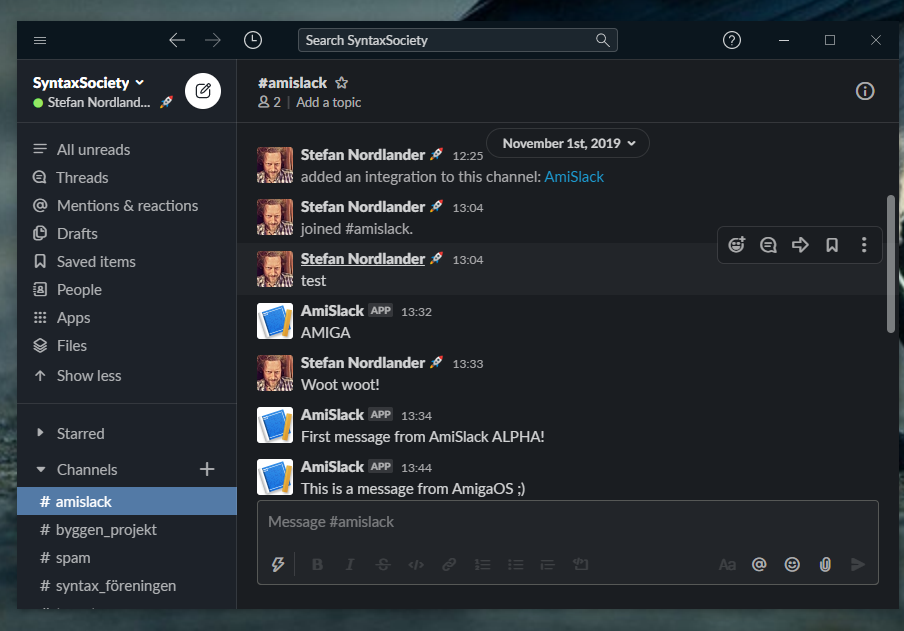 Search SyntaxSociety
SyntaxSociety
Stefan Nordland...
All unreads
Threads
Mentions & reactions
Drafts
Saved items
People
Apps
Files
Show less
Starred
Channels
# amislack
# byggen_projekt
# spam
# syntax_föreningen
#amislack
2 | Add a topic
November 1st, 2019
Stefan Nordlander 12:25
added an integration to this channel: AmiSlack
Stefan Nordlander 13:04
joined #amislack.
Stefan Nordlander 13:04
test
AmiSlack APP 13:32
AMIGA
Stefan Nordlander 13:33
Woot woot!
AmiSlack APP 13:34
First message from AmiSlack ALPHA!
AmiSlack APP 13:44
This is a message from AmigaOS ;)
Message #amislack
B I S </> Aa @